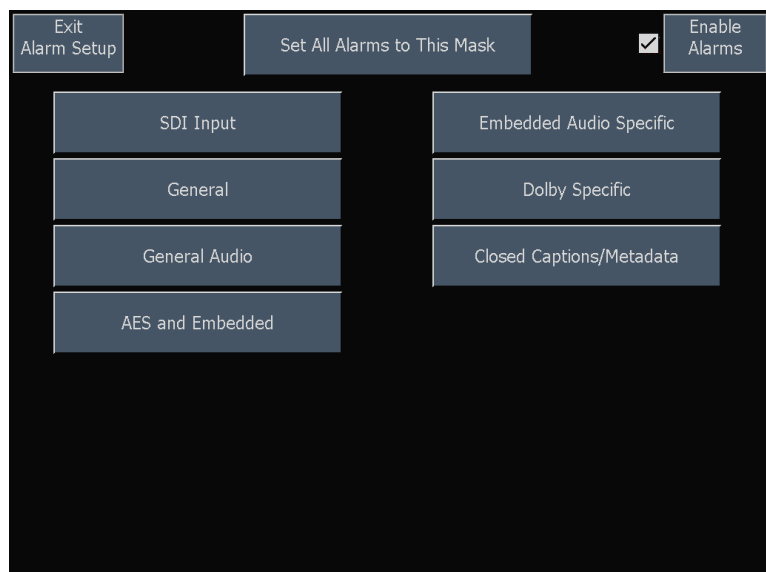 Exit
Alarm Setup
Set All Alarms to This Mask
Enable
Alarms
SDI Input
Embedded Audio Specific
General
Dolby Specific
General Audio
Closed Captions/Metadata
AES and Embedded